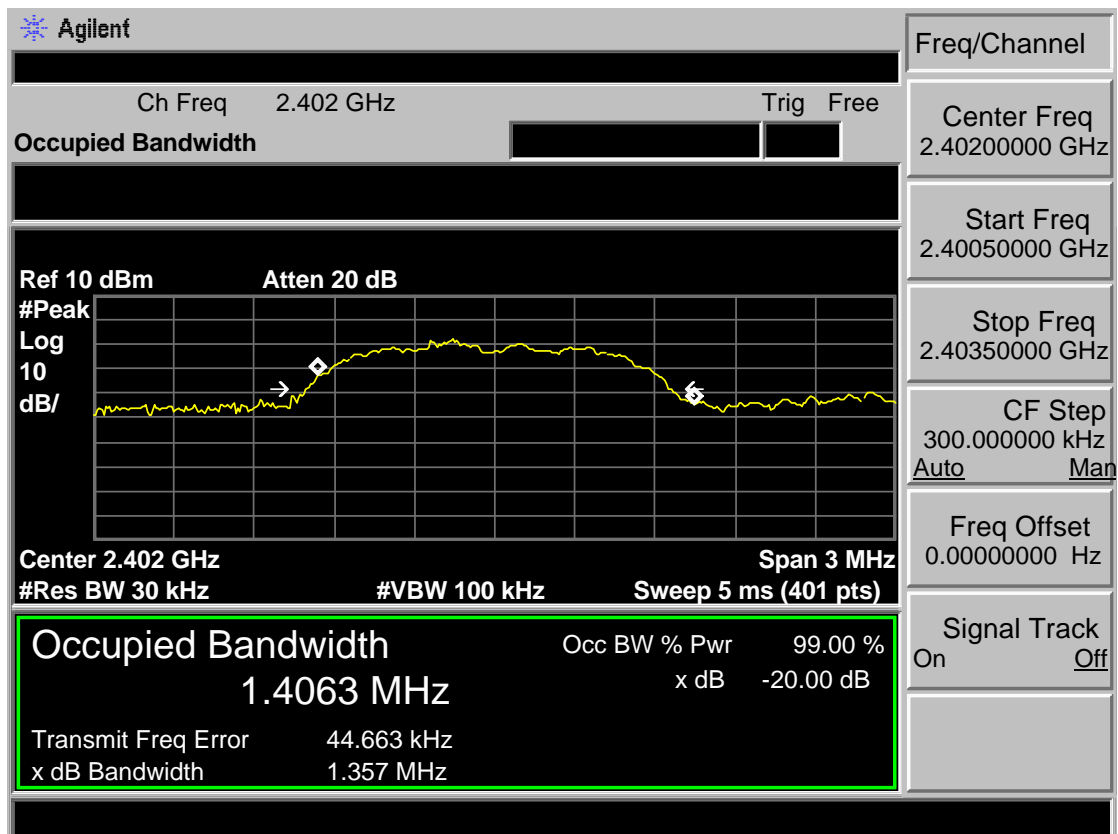 Agilent
Freq/Channel
Ch Freq 2.402 GHz Trig Free
Occupied Bandwidth
Center Freq
2.40200000 GHz
Start Freq
2.40050000 GHz
Ref 10 dBm Atten 20 dB
#Peak
Log
10
dB/
Stop Freq
2.40350000 GHz
CF Step
300.000000 kHz
Auto Man
Center 2.402 GHz Span 3 MHz
#Res BW 30 kHz #VBW 100 kHz Sweep 5 ms (401 pts)
Freq Offset
0.00000000 Hz
Occupied Bandwidth
1.4063 MHz
Occ BW % Pwr 99.00 %
x dB -20.00 dB
Transmit Freq Error 44.663 kHz
x dB Bandwidth 1.357 MHz
Signal Track
On Off